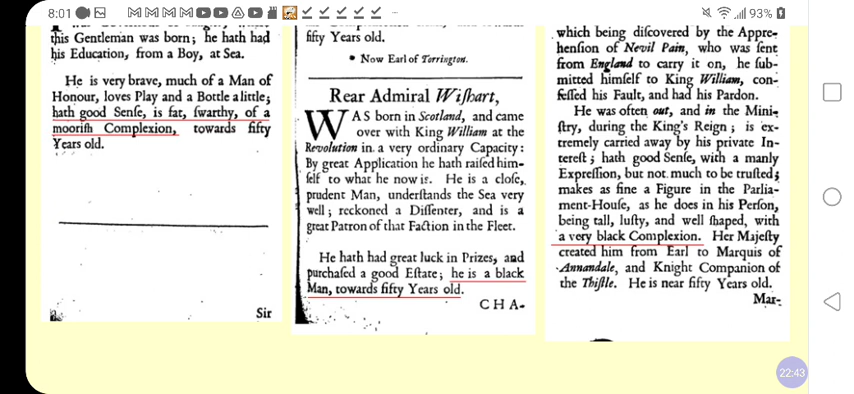 8:01
93%
this Gentleman was born; he hath had
his Education, from a Boy, at Sea.
He is very brave, much of a Man of
Honour, loves Play and a Bottle a little;
hath good Senſe, is fat, ſwarthy, of a
mooriſh Complexion, towards fifty
Years old.
Sir
fifty Years old.
* Now Earl of Torrington.
Rear Admiral Wiſhart,
WAS born in Scotland, and came
over with King William at the
Revolution in a very ordinary Capacity:
By great Application he hath raiſed him-
ſelf to what he now is. He is a cloſe,
prudent Man, underſtands the Sea very
well; reckoned a Diſſenter, and is a
great Patron of that Faction in the Fleet.
He hath had great luck in Prizes, and
purchaſed a good Eſtate; he is a black
Man, towards fifty Years old.
CHA-
which being diſcovered by the Appre-
henſion of Nevil Pain, who was ſent
from England to carry it on, he ſub-
mitted himſelf to King William, con-
feſſed his Fault, and had his Pardon.
He was often out, and in the Mini-
ſtry, during the King's Reign; is ex-
tremely carried away by his private In-
tereſt; hath good Senſe, with a manly
Expreſſion, but not much to be truſted;
makes as fine a Figure in the Parlia-
ment-Houſe, as he does in his Perſon,
being tall, luſty, and well ſhaped, with
a very black Complexion. Her Majeſty
created him from Earl to Marquis of
Annandale, and Knight Companion of
the Thiſtle. He is near fifty Years old.
Mar-
22:43